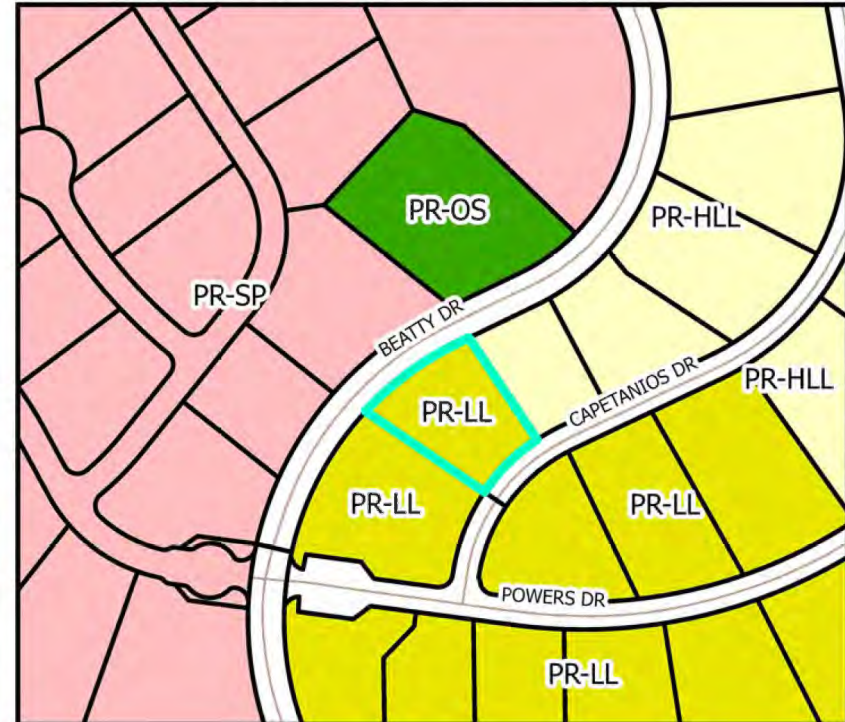 PR-OS
PR-HLL
PR-SP
BEATTY DR
CAPETANIOS DR
PR-HLL
PR-LL
PR-LL
PR-LL
POWERS DR
PR-LL